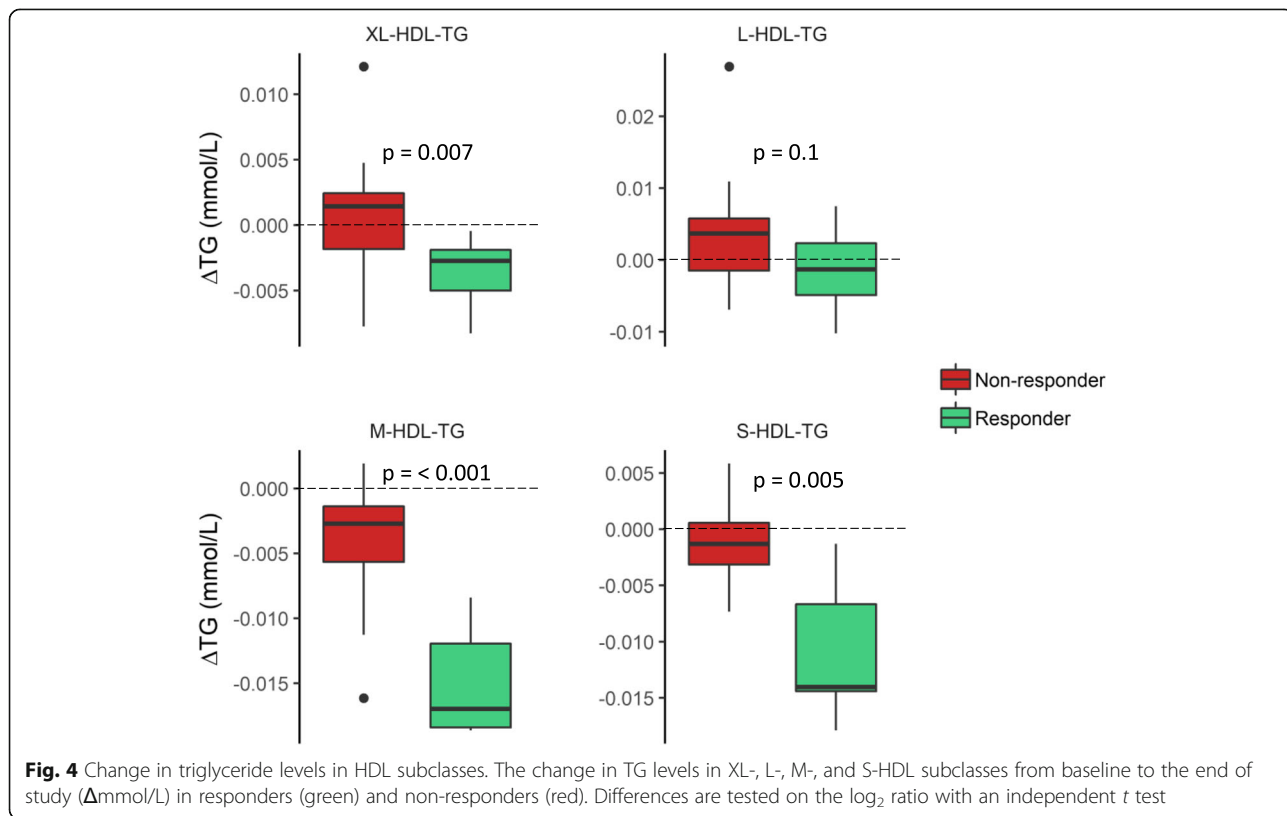 XL-HDL-TG
L-HDL-TG
ΔTG (mmol/L)
0.010
0.005
0.000
-0.005
p = 0.007
0.02
0.01
0.00
-0.01
p = 0.1
Non-responder
Responder
M-HDL-TG
S-HDL-TG
ΔTG (mmol/L)
0.000
-0.005
-0.010
-0.015
p = < 0.001
0.005
0.000
-0.005
-0.010
-0.015
p = 0.005
Fig. 4 Change in triglyceride levels in HDL subclasses. The change in TG levels in XL-, L-, M-, and S-HDL subclasses from baseline to the end of
study (Δmmol/L) in responders (green) and non-responders (red). Differences are tested on the log₂ ratio with an independent t test